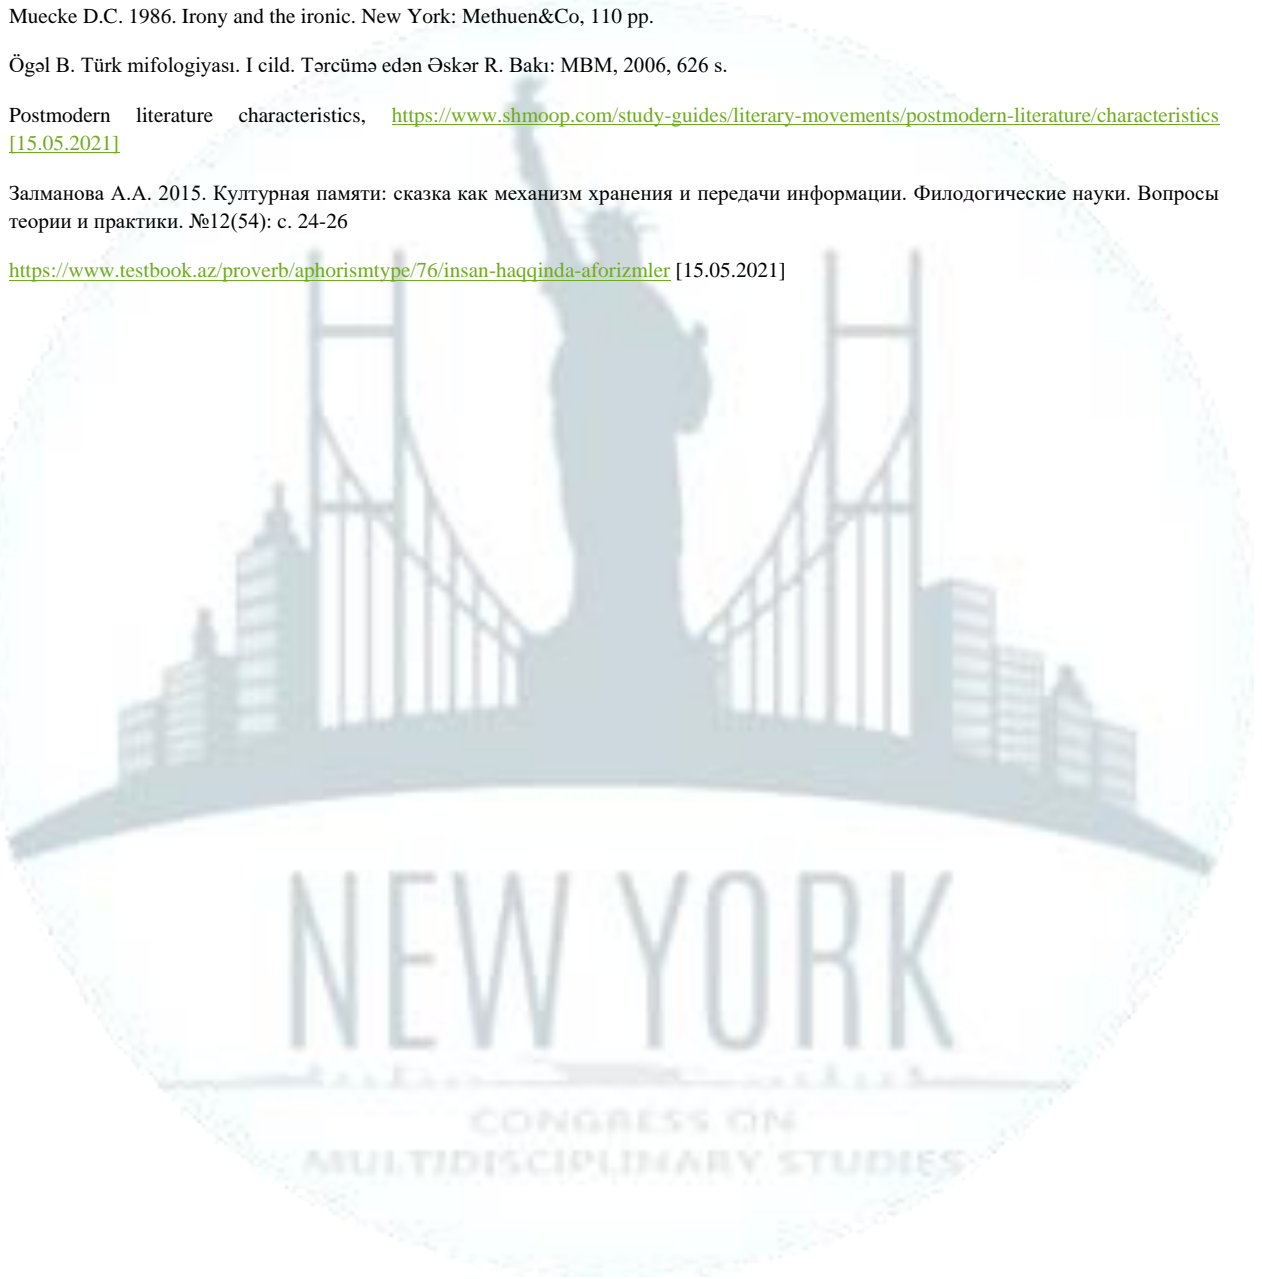 Muecke D.C. 1986. Irony and the ironic. New York: Methuen&Co, 110 pp.
Ögəl B. Türk mifologiyası. I cild. Tərcümə edən Əskər R. Bakı: MBM, 2006, 626 s.
Postmodern literature characteristics, https://www.shmoop.com/study-guides/literary-movements/postmodern-literature/characteristics
[15.05.2021]
Залманова А.А. 2015. Културная памяти: сказка как механизм хранения и передачи информации. Филодогические науки. Вопросы
теории и практики. №12(54): с. 24-26
https://www.testbook.az/proverb/aphorismtype/76/insan-haqqinda-aforizmler [15.05.2021]
NEW YORK
CONGRESS ON
MULTIDISCIPLINARY STUDIES